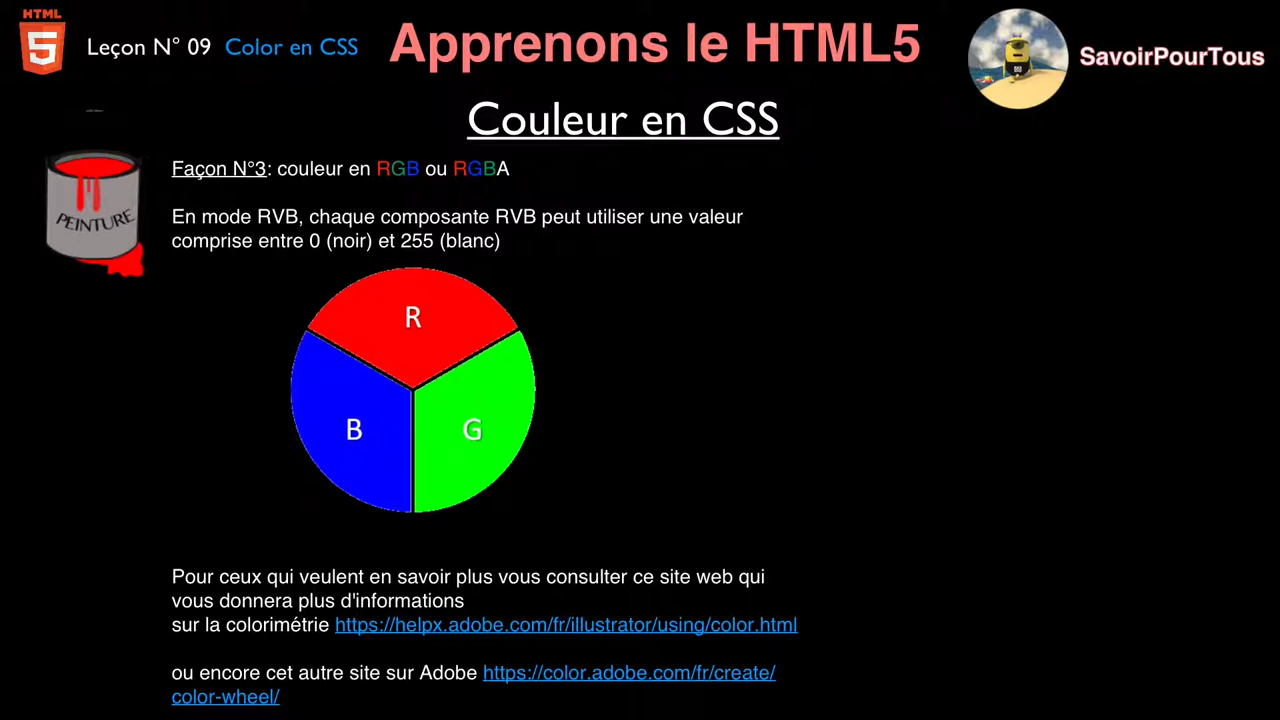 HTML
5
Leçon N° 09 Color en CSS
Apprenons le HTML5
SavoirPourTous
Couleur en CSS
PEINTURE
Façon N°3: couleur en RGB ou RGBA
En mode RVB, chaque composante RVB peut utiliser une valeur
comprise entre 0 (noir) et 255 (blanc)
R
B
G
Pour ceux qui veulent en savoir plus vous consulter ce site web qui
vous donnera plus d'informations
sur la colorimétrie https://helpx.adobe.com/fr/illustrator/using/color.html
ou encore cet autre site sur Adobe https://color.adobe.com/fr/create/
color-wheel/